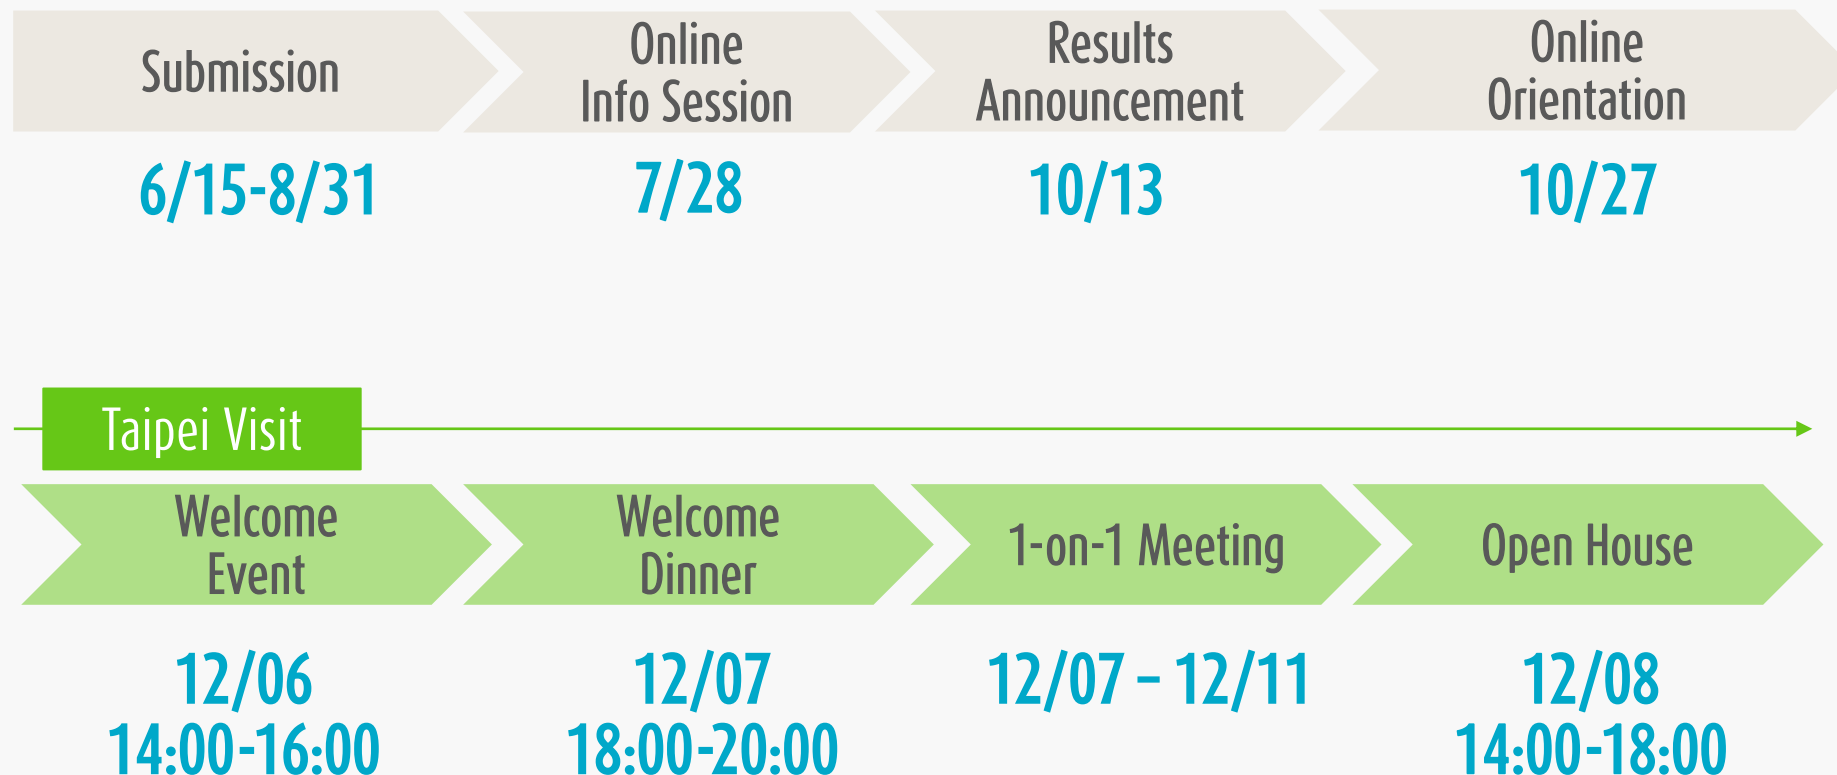 Submission
Online
Info Session
Results
Announcement
Online
Orientation
6/15-8/31
7/28
10/13
10/27
Taipei Visit
Welcome
Event
Welcome
Dinner
1-on-1 Meeting
Open House
12/06
14:00-16:00
12/07
18:00-20:00
12/07 – 12/11
12/08
14:00-18:00